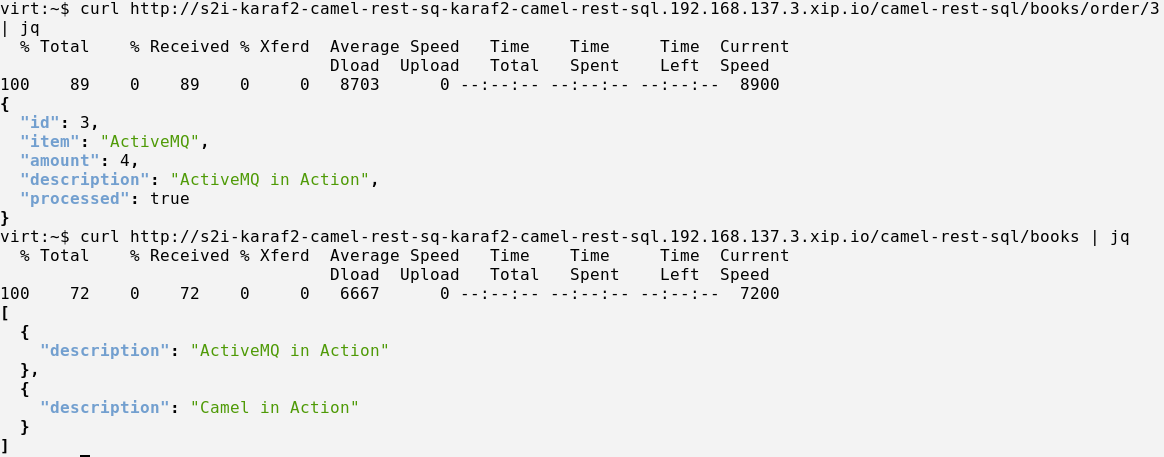 virt:~$ curl http://s2i-karaf2-camel-rest-sq-karaf2-camel-rest-sql.192.168.137.3.xip.io/camel-rest-sql/books/order/3
| jq
  % Total    % Received % Xferd  Average Speed   Time    Time     Time  Current
                                 Dload  Upload   Total   Spent    Left  Speed
100    89    0    89    0     0   8703      0 --:--:-- --:--:-- --:--:--  8900
{
  "id": 3,
  "item": "ActiveMQ",
  "amount": 4,
  "description": "ActiveMQ in Action",
  "processed": true
}
virt:~$ curl http://s2i-karaf2-camel-rest-sq-karaf2-camel-rest-sql.192.168.137.3.xip.io/camel-rest-sql/books | jq
  % Total    % Received % Xferd  Average Speed   Time    Time     Time  Current
                                 Dload  Upload   Total   Spent    Left  Speed
100    72    0    72    0     0   6667      0 --:--:-- --:--:-- --:--:--  7200
[
  {
    "description": "ActiveMQ in Action"
  },
  {
    "description": "Camel in Action"
  }
]